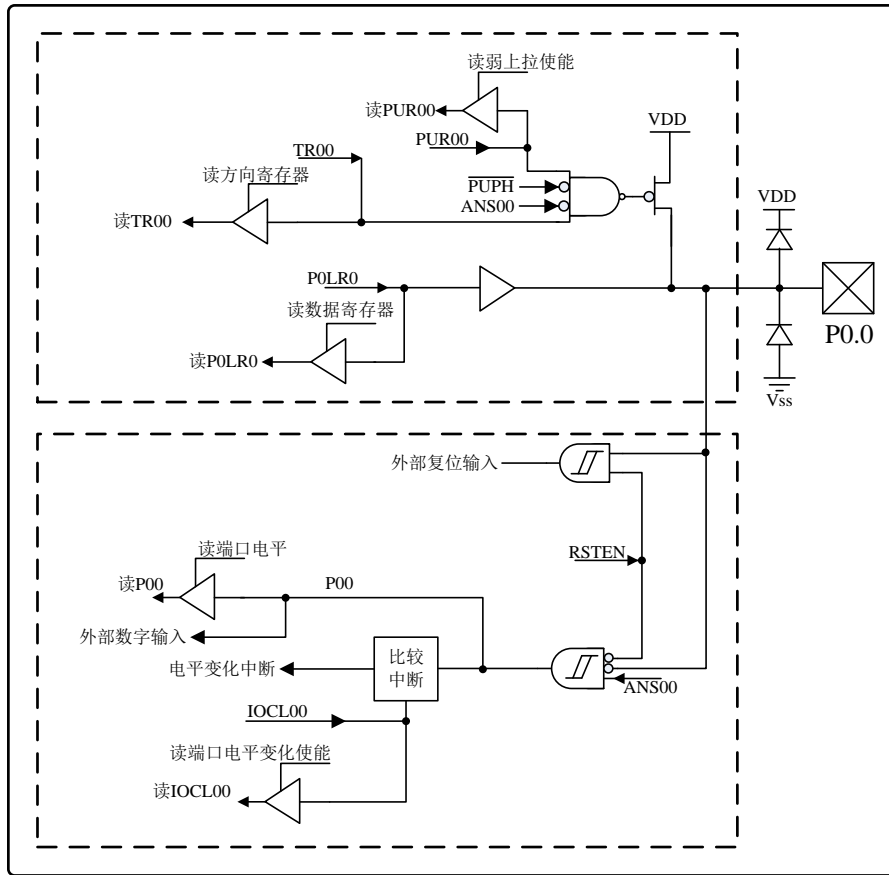 读弱上拉使能
读PUR00
PUR00
VDD
TR00
读方向寄存器
PUPH
ANS00
VDD
读TR00
P0LR0
读数据寄存器
P0.0
读P0LR0
Vss
外部复位输入
RSTEN
读端口电平
读P00
P00
外部数字输入
电平变化中断
比较
中断
ANS00
IOCL00
读端口电平变化使能
读IOCL00